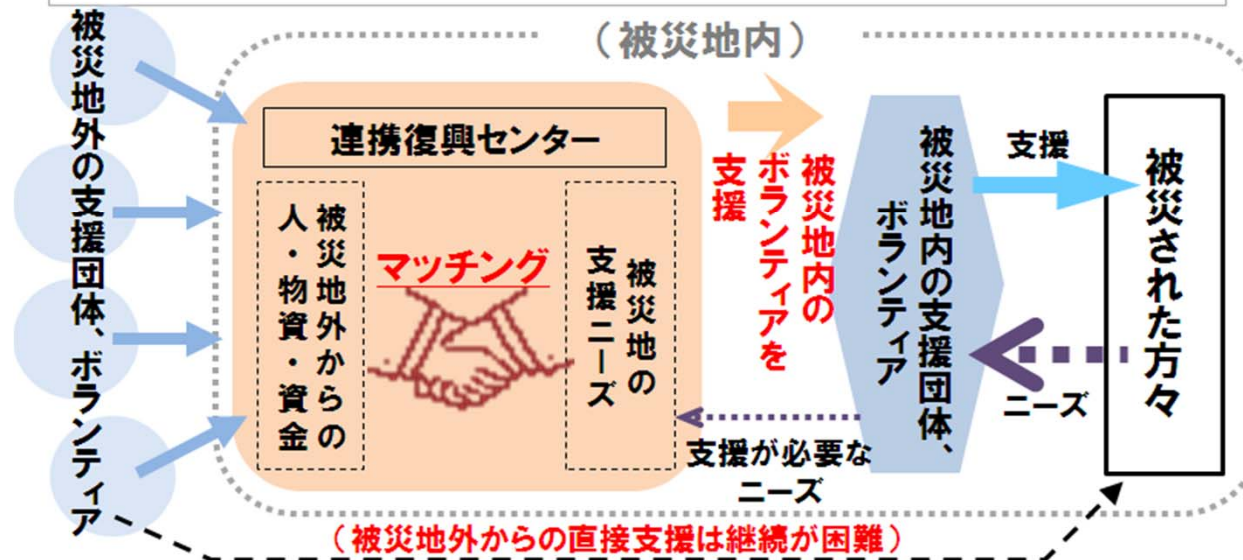 （被災地内）
被災地外の支援団体、ボランティア
連携復興センター
被災地外からの
人・物資・資金
マッチング
被災地の
支援ニーズ
被災地内の
ボランティアを
支援
被災地内の支援団体、
ボランティア
支援
被災された方々
ニーズ
支援が必要な
ニーズ
（被災地外からの直接支援は継続が困難）